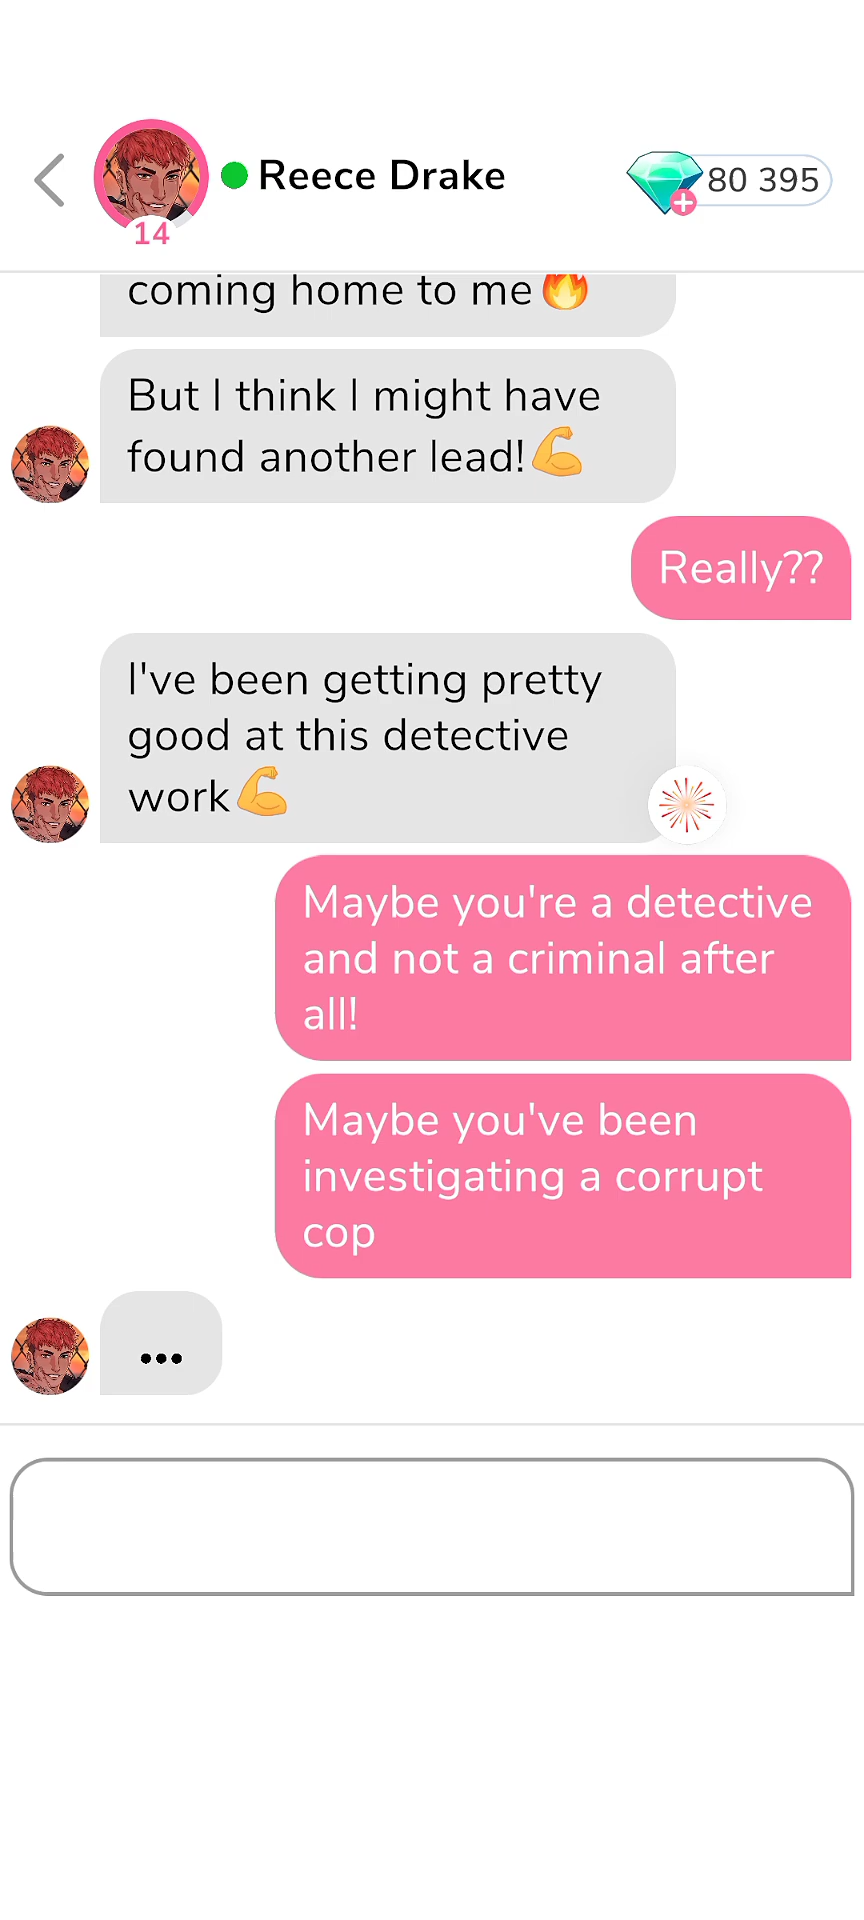 Reece Drake
80 395
14
coming home to me🔥
But I think I might have
found another lead!💪
Really??
I've been getting pretty
good at this detective
work💪
Maybe you're a detective
and not a criminal after
all!
Maybe you've been
investigating a corrupt
cop
...